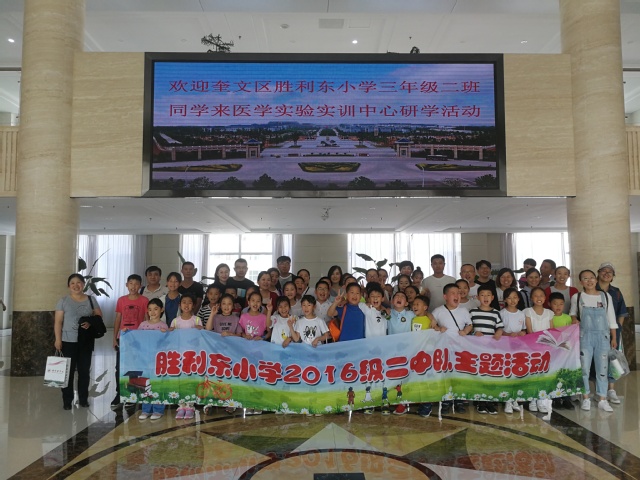 欢迎奎文区胜利东小学三年级二班
同学来医学实验实训中心研学活动
胜利东小学2016级二中队主题活动